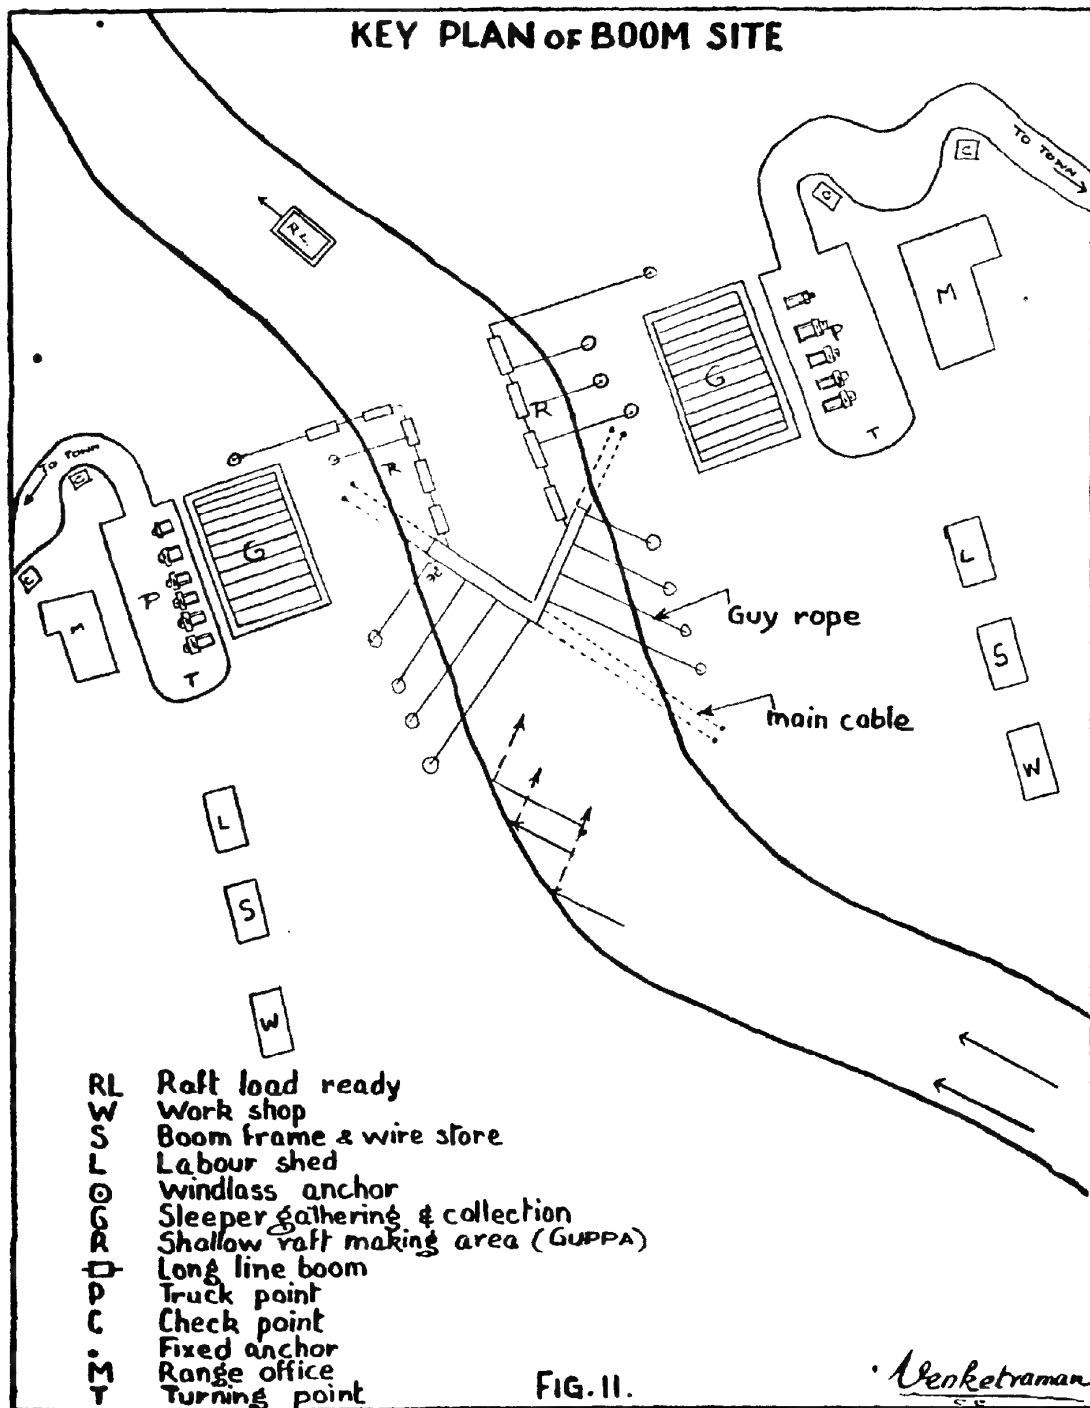 KEY PLAN OF BOOM SITE
TO TOWN
C
C
RL.
M
P
G
R
T
R
TO TOWN
C
G
L
C
P
M
Guy rope
S
T
main cable
W
L
S
W
RL Raft load ready
W Work shop
S Boom frame & wire store
L Labour shed
Windlass anchor
G Sleeper gathering & collection
R Shallow raft making area (GUPPA)
Long line boom
P Truck point
C Check point
Fixed anchor
M Range office
T Turning point
FIG. 11.
Venketraman